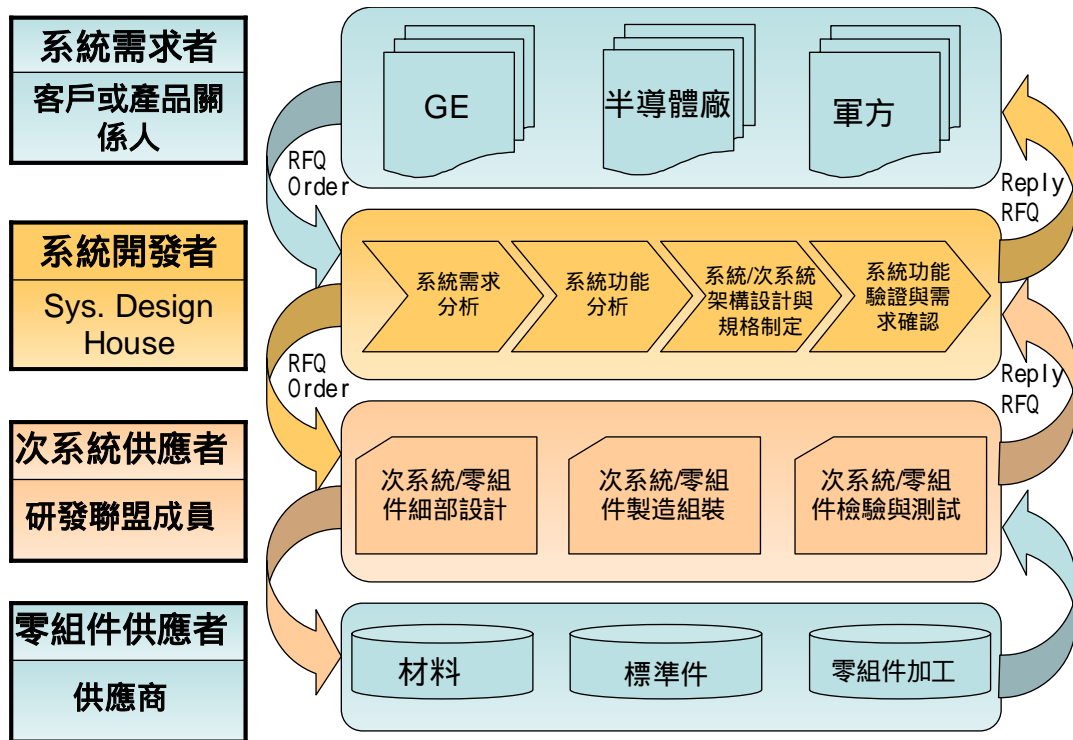 系統需求者
客戶或產品關
係人
GE
半導體廠
軍方
RFQ
Order
Reply
RFQ
系統開發者
Sys. Design
House
系統需求
分析
系統功能
分析
系統/次系統
架構設計與
規格制定
系統功能
驗證與需
求確認
RFQ
Order
Reply
RFQ
次系統供應者
研發聯盟成員
次系統/零組
件細部設計
次系統/零組
件製造組裝
次系統/零組
件檢驗與測試
零組件供應者
供應商
材料
標準件
零組件加工